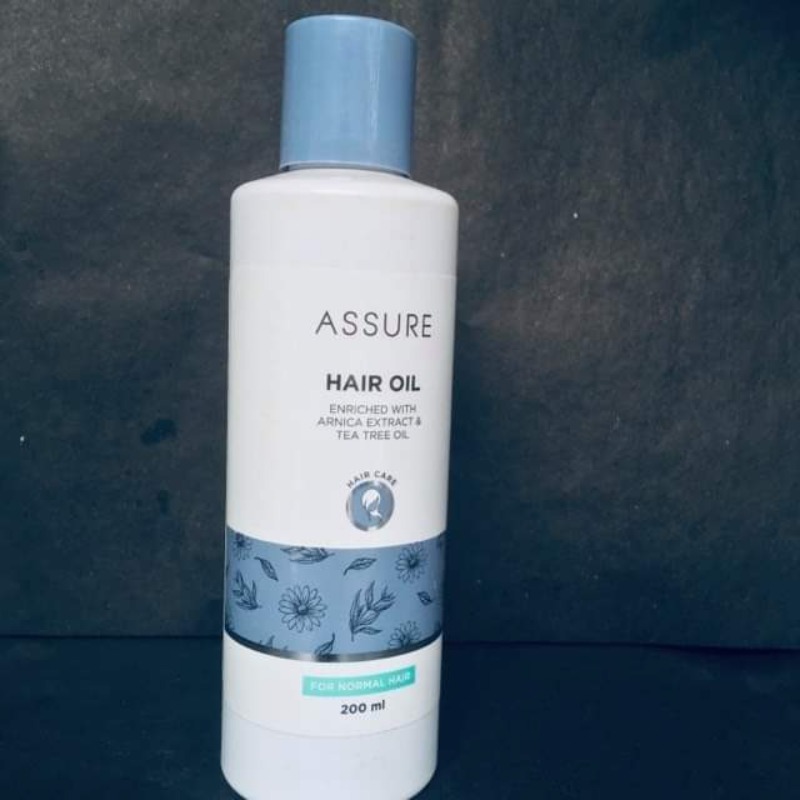 ASSURE
HAIR OIL
ENRICHED WITH
ARNICA EXTRACT &
TEA TREE OIL
HAIR CARE
FOR NORMAL HAIR
200 ml